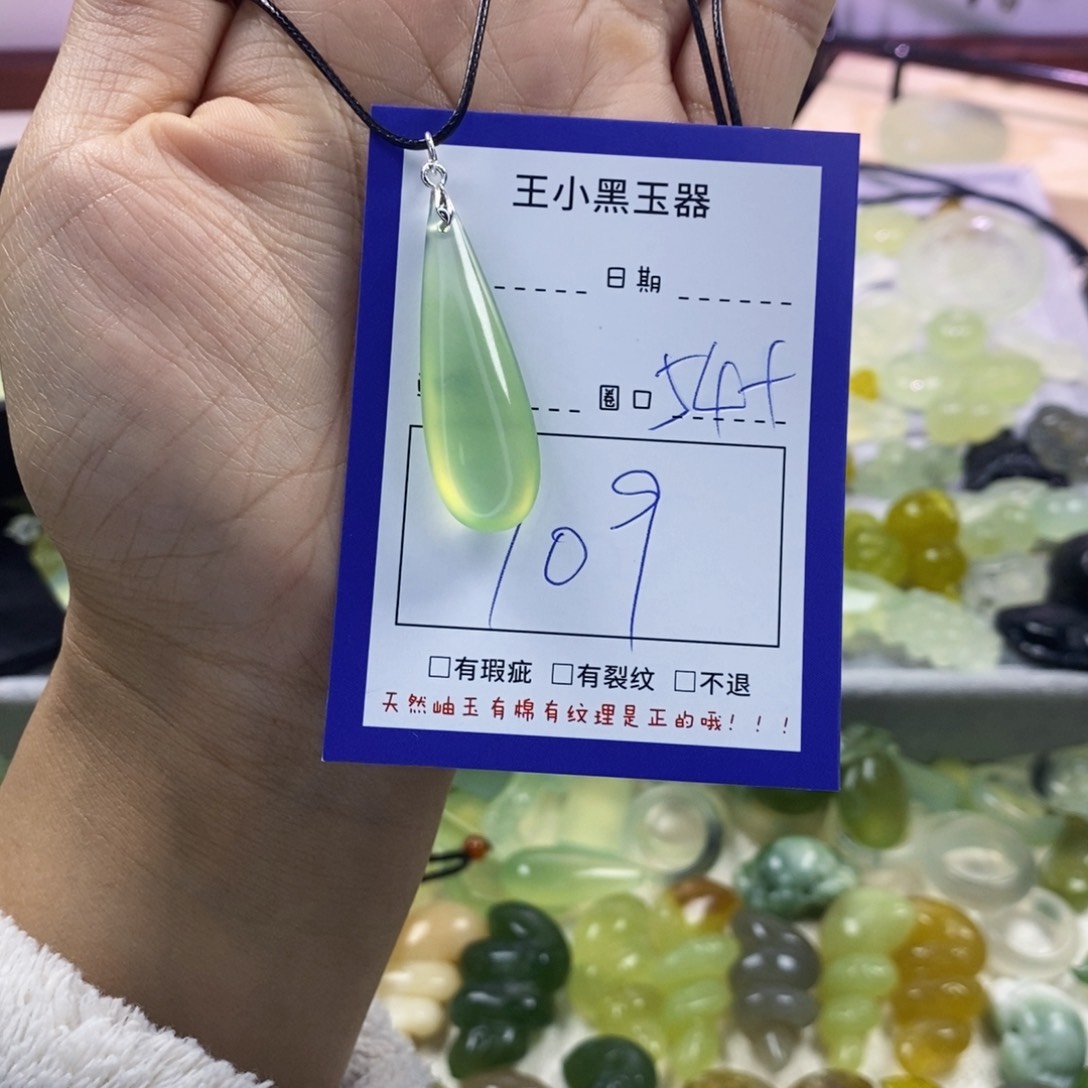 王小黑玉器
日期
圈口
109
□有瑕疵 □有裂纹 □不退
天然岫玉有棉有纹理是正的哦！！！